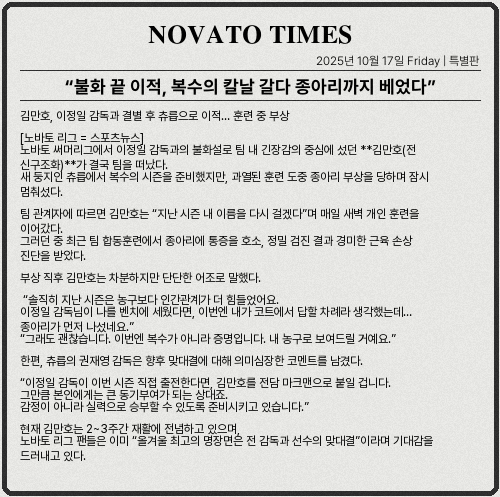 NOVATO TIMES
2025년 10월 17일 Friday | 특별판
“불화 끝 이적, 복수의 칼날 갈다 종아리까지 베었다”
김만호, 이정일 감독과 결별 후 츄릅으로 이적… 훈련 중 부상
[노바토 리그 = 스포츠뉴스]
노바토 써머리그에서 이정일 감독과의 불화설로 팀 내 긴장감의 중심에 섰던 **김만호(전
신구조화)**가 결국 팀을 떠났다.
새 둥지인 츄릅에서 복수의 시즌을 준비했지만, 과열된 훈련 도중 종아리 부상을 당하며 잠시
멈춰섰다.
팀 관계자에 따르면 김만호는 “지난 시즌 내 이름을 다시 걸겠다”며 매일 새벽 개인 훈련을
이어갔다.
그러던 중 최근 팀 합동훈련에서 종아리에 통증을 호소, 정밀 검진 결과 경미한 근육 손상
진단을 받았다.
부상 직후 김만호는 차분하지만 단단한 어조로 말했다.
“솔직히 지난 시즌은 농구보다 인간관계가 더 힘들었어요.
이정일 감독님이 나를 벤치에 세웠다면, 이번엔 내가 코트에서 답할 차례라 생각했는데…
종아리가 먼저 나섰네요.”
“그래도 괜찮습니다. 이번엔 복수가 아니라 증명입니다. 내 농구로 보여드릴 거예요.”
한편, 츄릅의 권재영 감독은 향후 맞대결에 대해 의미심장한 코멘트를 남겼다.
“이정일 감독이 이번 시즌 직접 출전한다면, 김만호를 전담 마크맨으로 붙일 겁니다.
그만큼 본인에게는 큰 동기부여가 되는 상대죠.
감정이 아니라 실력으로 승부할 수 있도록 준비시키고 있습니다.”
현재 김만호는 2~3주간 재활에 전념하고 있으며,
노바토 리그 팬들은 이미 “올겨울 최고의 명장면은 전 감독과 선수의 맞대결”이라며 기대감을
드러내고 있다.